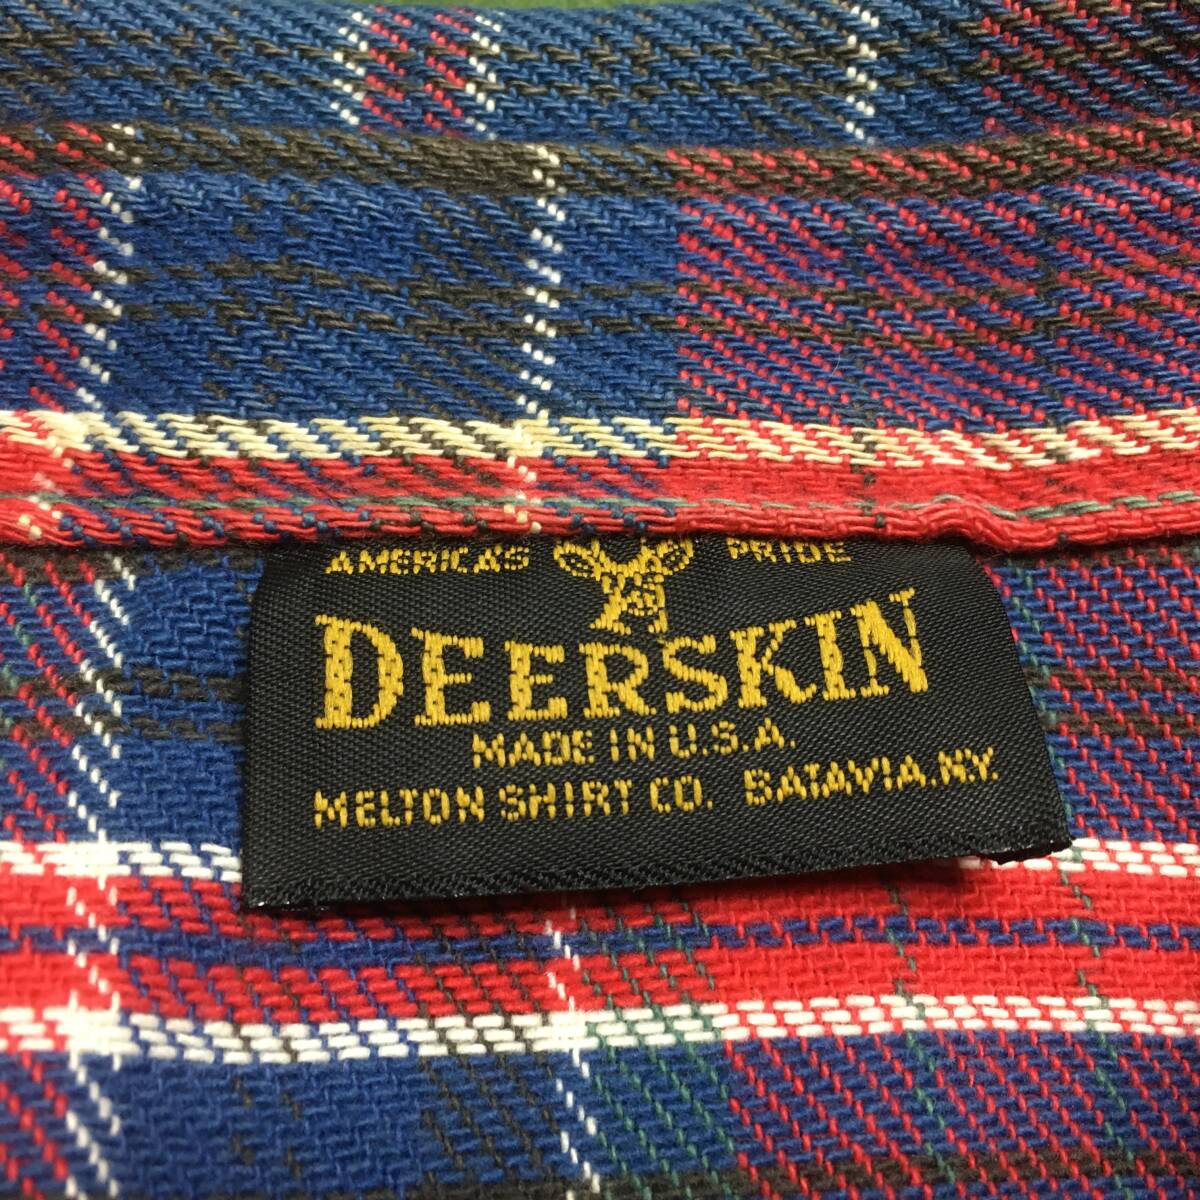 AMERICA'S PRIDE
DEERSKIN
MADE IN U.S.A.
MELTON SHIRT CO. BATAVIA, N.Y.